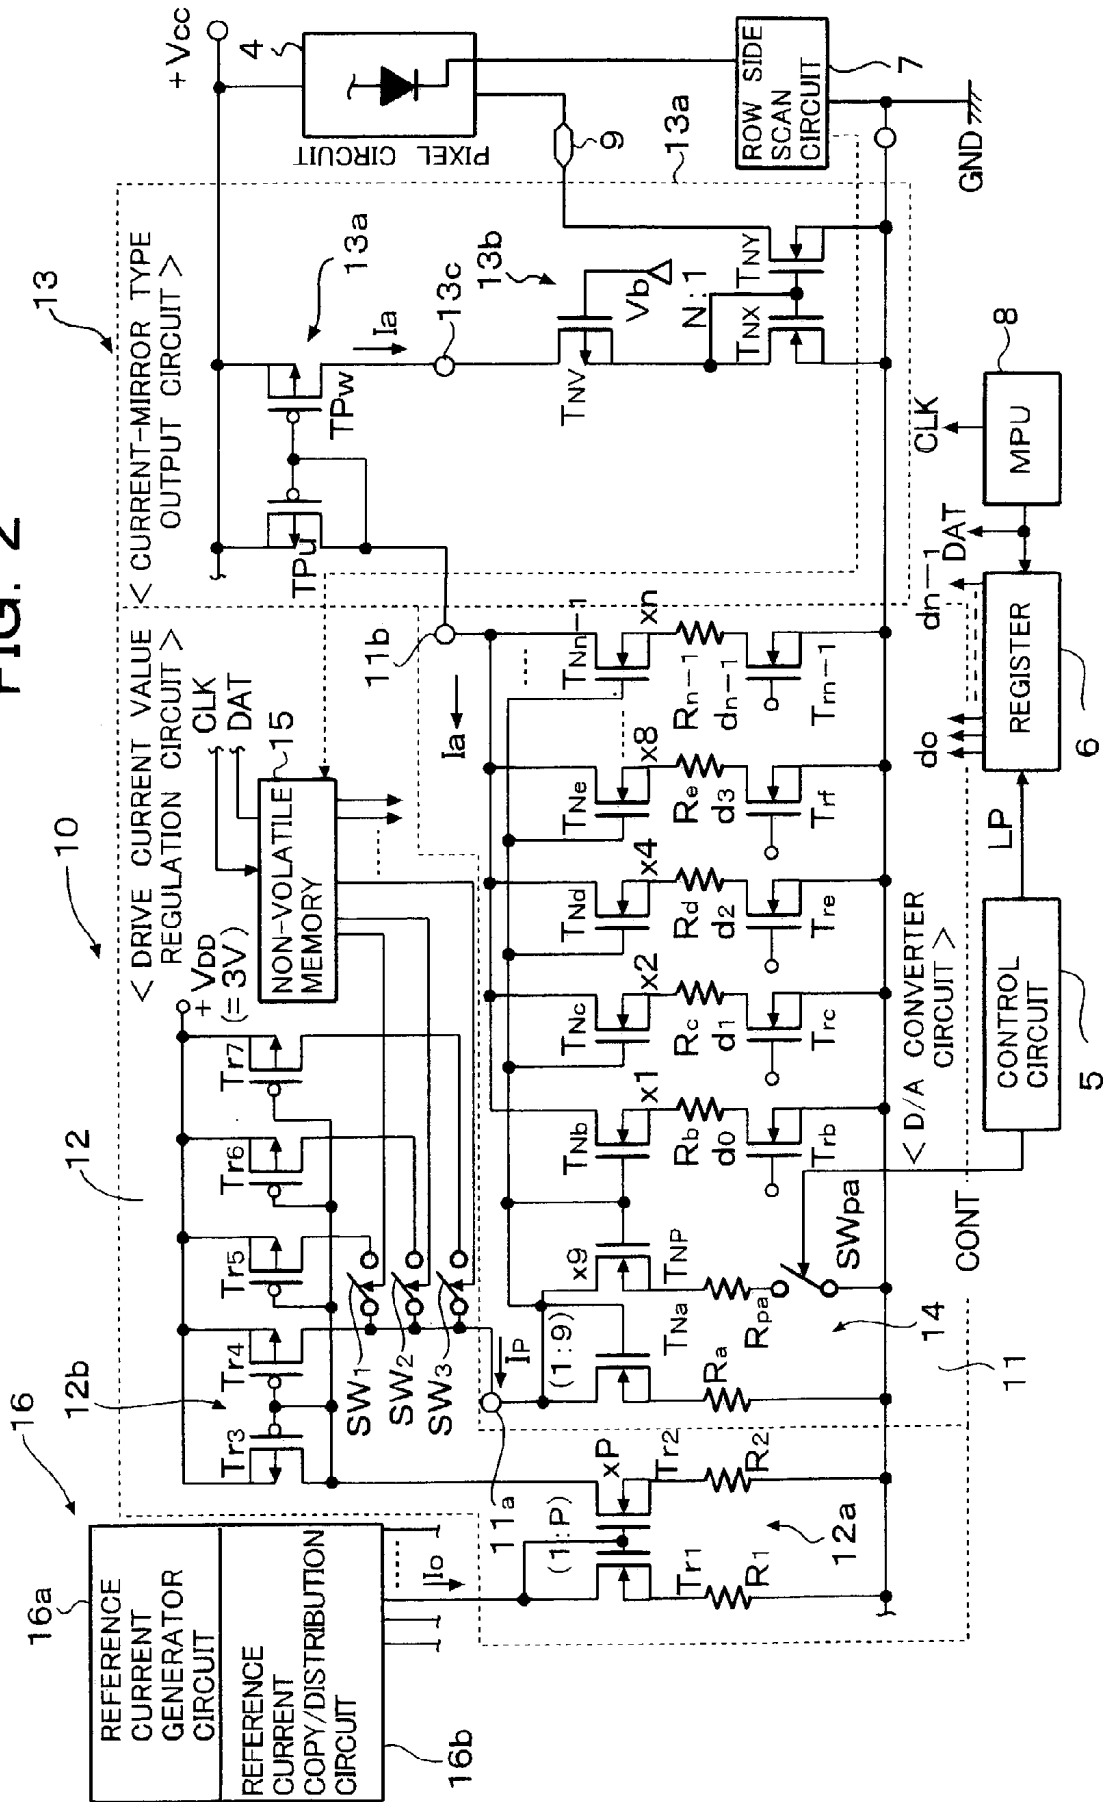 FIG. 2
10
13
16
16a
REFERENCE
CURRENT
GENERATOR
CIRCUIT
REFERENCE
CURRENT
COPY/DISTRIBUTION
CIRCUIT
16b
Io
12
12b
< DRIVE CURRENT VALUE
REGULATION CIRCUIT >
+VDD
(=3V)
CLK
DAT
15
NON-VOLATILE
MEMORY
Tr3
Tr4
Tr5
Tr6
Tr7
SW1
SW2
SW3
< CURRENT-MIRROR TYPE
OUTPUT CIRCUIT >
TPu
TPw
13a
Ia
13c
13b
TNV
Vb
N:1
TNX
TNY
13a
+Vcc
4
PIXEL CIRCUIT
9
ROW SIDE
SCAN
CIRCUIT
7
GND
11b
Ia
11a
IP
(1:P)
xP
Tr1
Tr2
R1
R2
12a
(1:9)
x9
TNa
TNP
Ra
Rpa
SWpa
14
11
TNb
TNc
TNd
TNe
TNn-1
x1
x2
x4
x8
xn
Rb
Rc
Rd
Re
Rn-1
d0
d1
d2
d3
dn-1
Trb
Trc
Tre
Trf
Trn-1
< D/A CONVERTER
CIRCUIT >
CONT
CONTROL
CIRCUIT
5
LP
REGISTER
6
do
dn-1
DAT
CLK
MPU
8